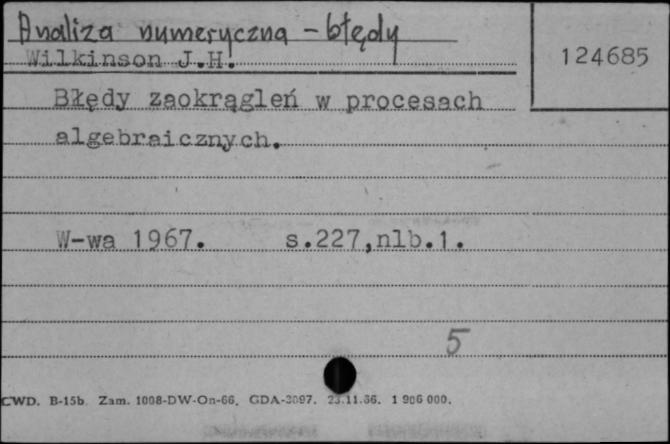 Analiza numeryczna - błędy
Wilkinson J.H.
124685
Błędy zaokrągleń w procesach
algebraicznych.
W-wa 1967. s.227,nlb.1.
5
CWD. B-15b. Zam. 1008-DW-On-66. GDA-3097. 23.11.66. 1 906 000.